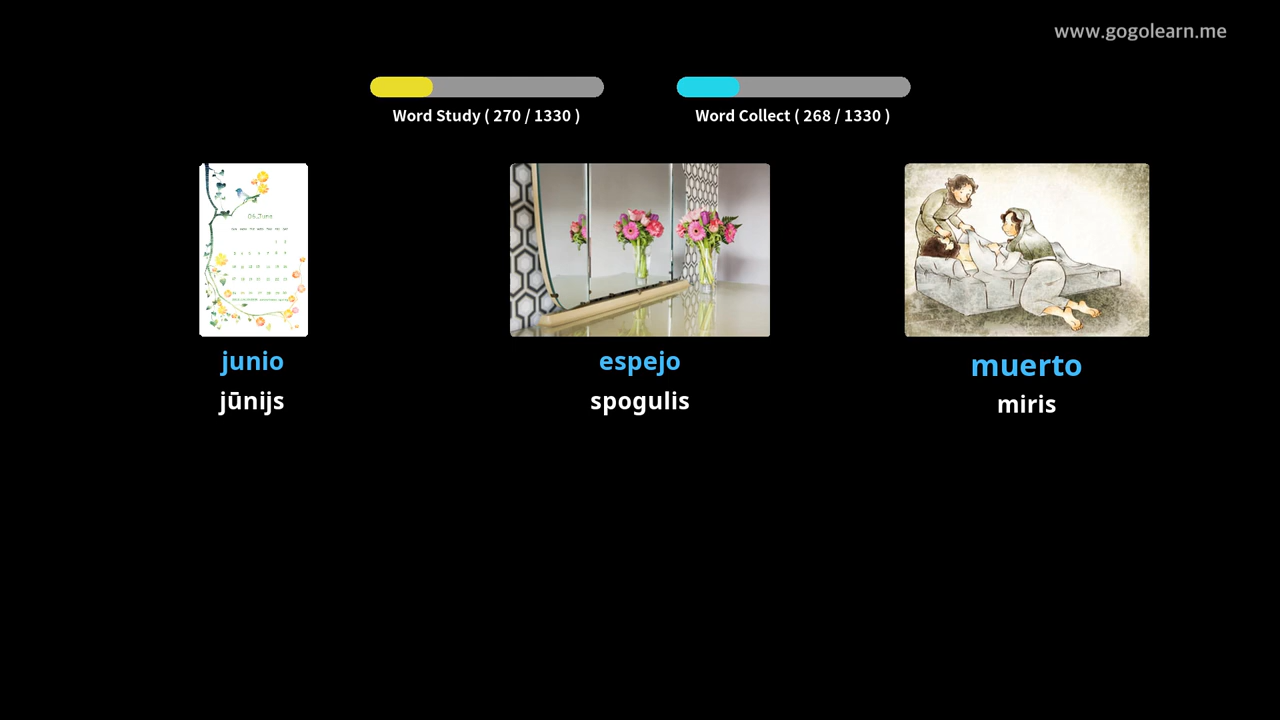 www.gogolearn.me
Word Study ( 270 / 1330 )
Word Collect ( 268 / 1330 )
junio
espejo
muerto
jūnijs
spogulis
miris